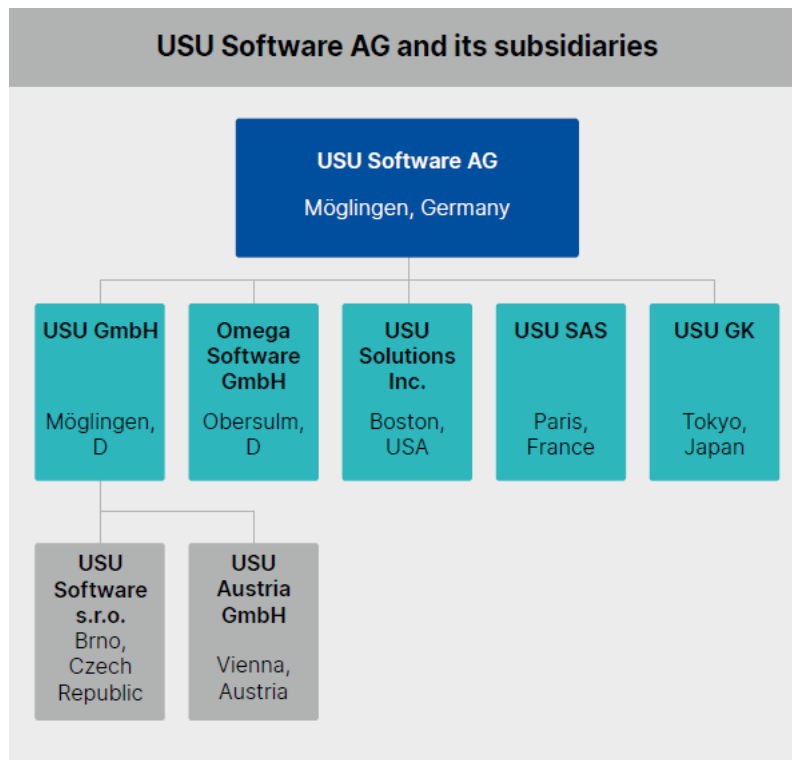 USU Software AG and its subsidiaries
USU Software AG
Möglingen, Germany
USU GmbH
Möglingen,
D
Omega
Software
GmbH
Obersulm,
D
USU
Solutions
Inc.
Boston,
USA
USU SAS
Paris,
France
USU GK
Tokyo,
Japan
USU
Software
s.r.o.
Brno,
Czech
Republic
USU
Austria
GmbH
Vienna,
Austria